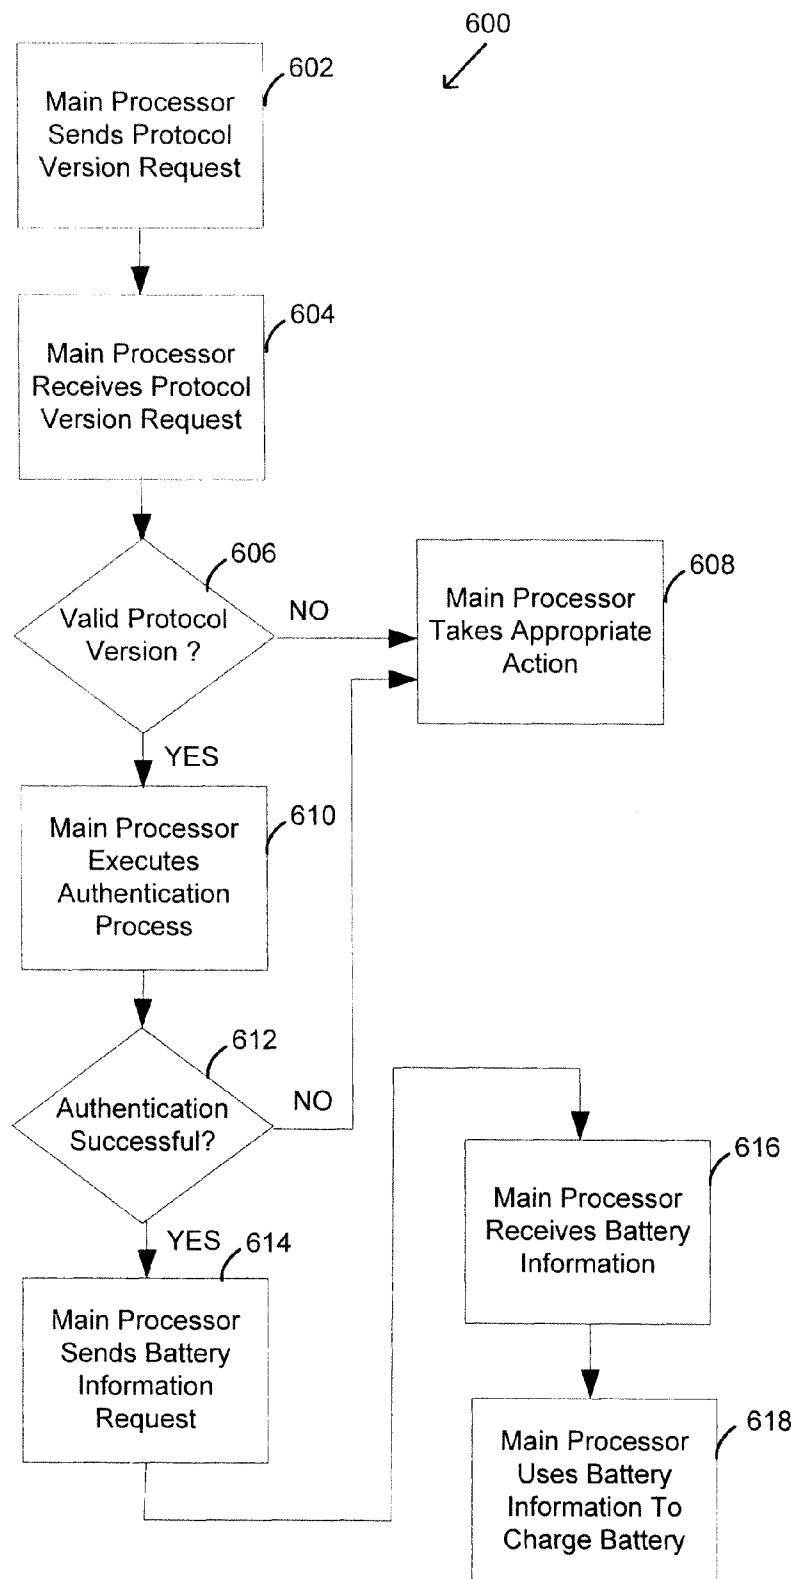 600
602
Main Processor
Sends Protocol
Version Request
604
Main Processor
Receives Protocol
Version Request
606
Valid Protocol
Version ?
NO
608
Main Processor
Takes Appropriate
Action
YES
610
Main Processor
Executes
Authentication
Process
612
Authentication
Successful?
NO
YES
614
Main Processor
Sends Battery
Information
Request
616
Main Processor
Receives Battery
Information
618
Main Processor
Uses Battery
Information To
Charge Battery